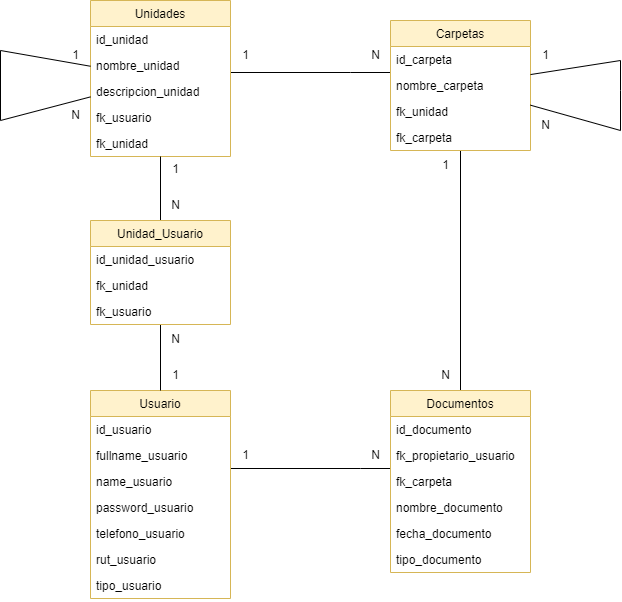 Unidades
id_unidad
nombre_unidad
descripcion_unidad
fk_usuario
fk_unidad
1
N
1
N
Carpetas
id_carpeta
nombre_carpeta
fk_unidad
fk_carpeta
1
N
1
N
Unidad_Usuario
id_unidad_usuario
fk_unidad
fk_usuario
N
1
1
N
Usuario
id_usuario
fullname_usuario
name_usuario
password_usuario
telefono_usuario
rut_usuario
tipo_usuario
1
N
Documentos
id_documento
fk_propietario_usuario
fk_carpeta
nombre_documento
fecha_documento
tipo_documento